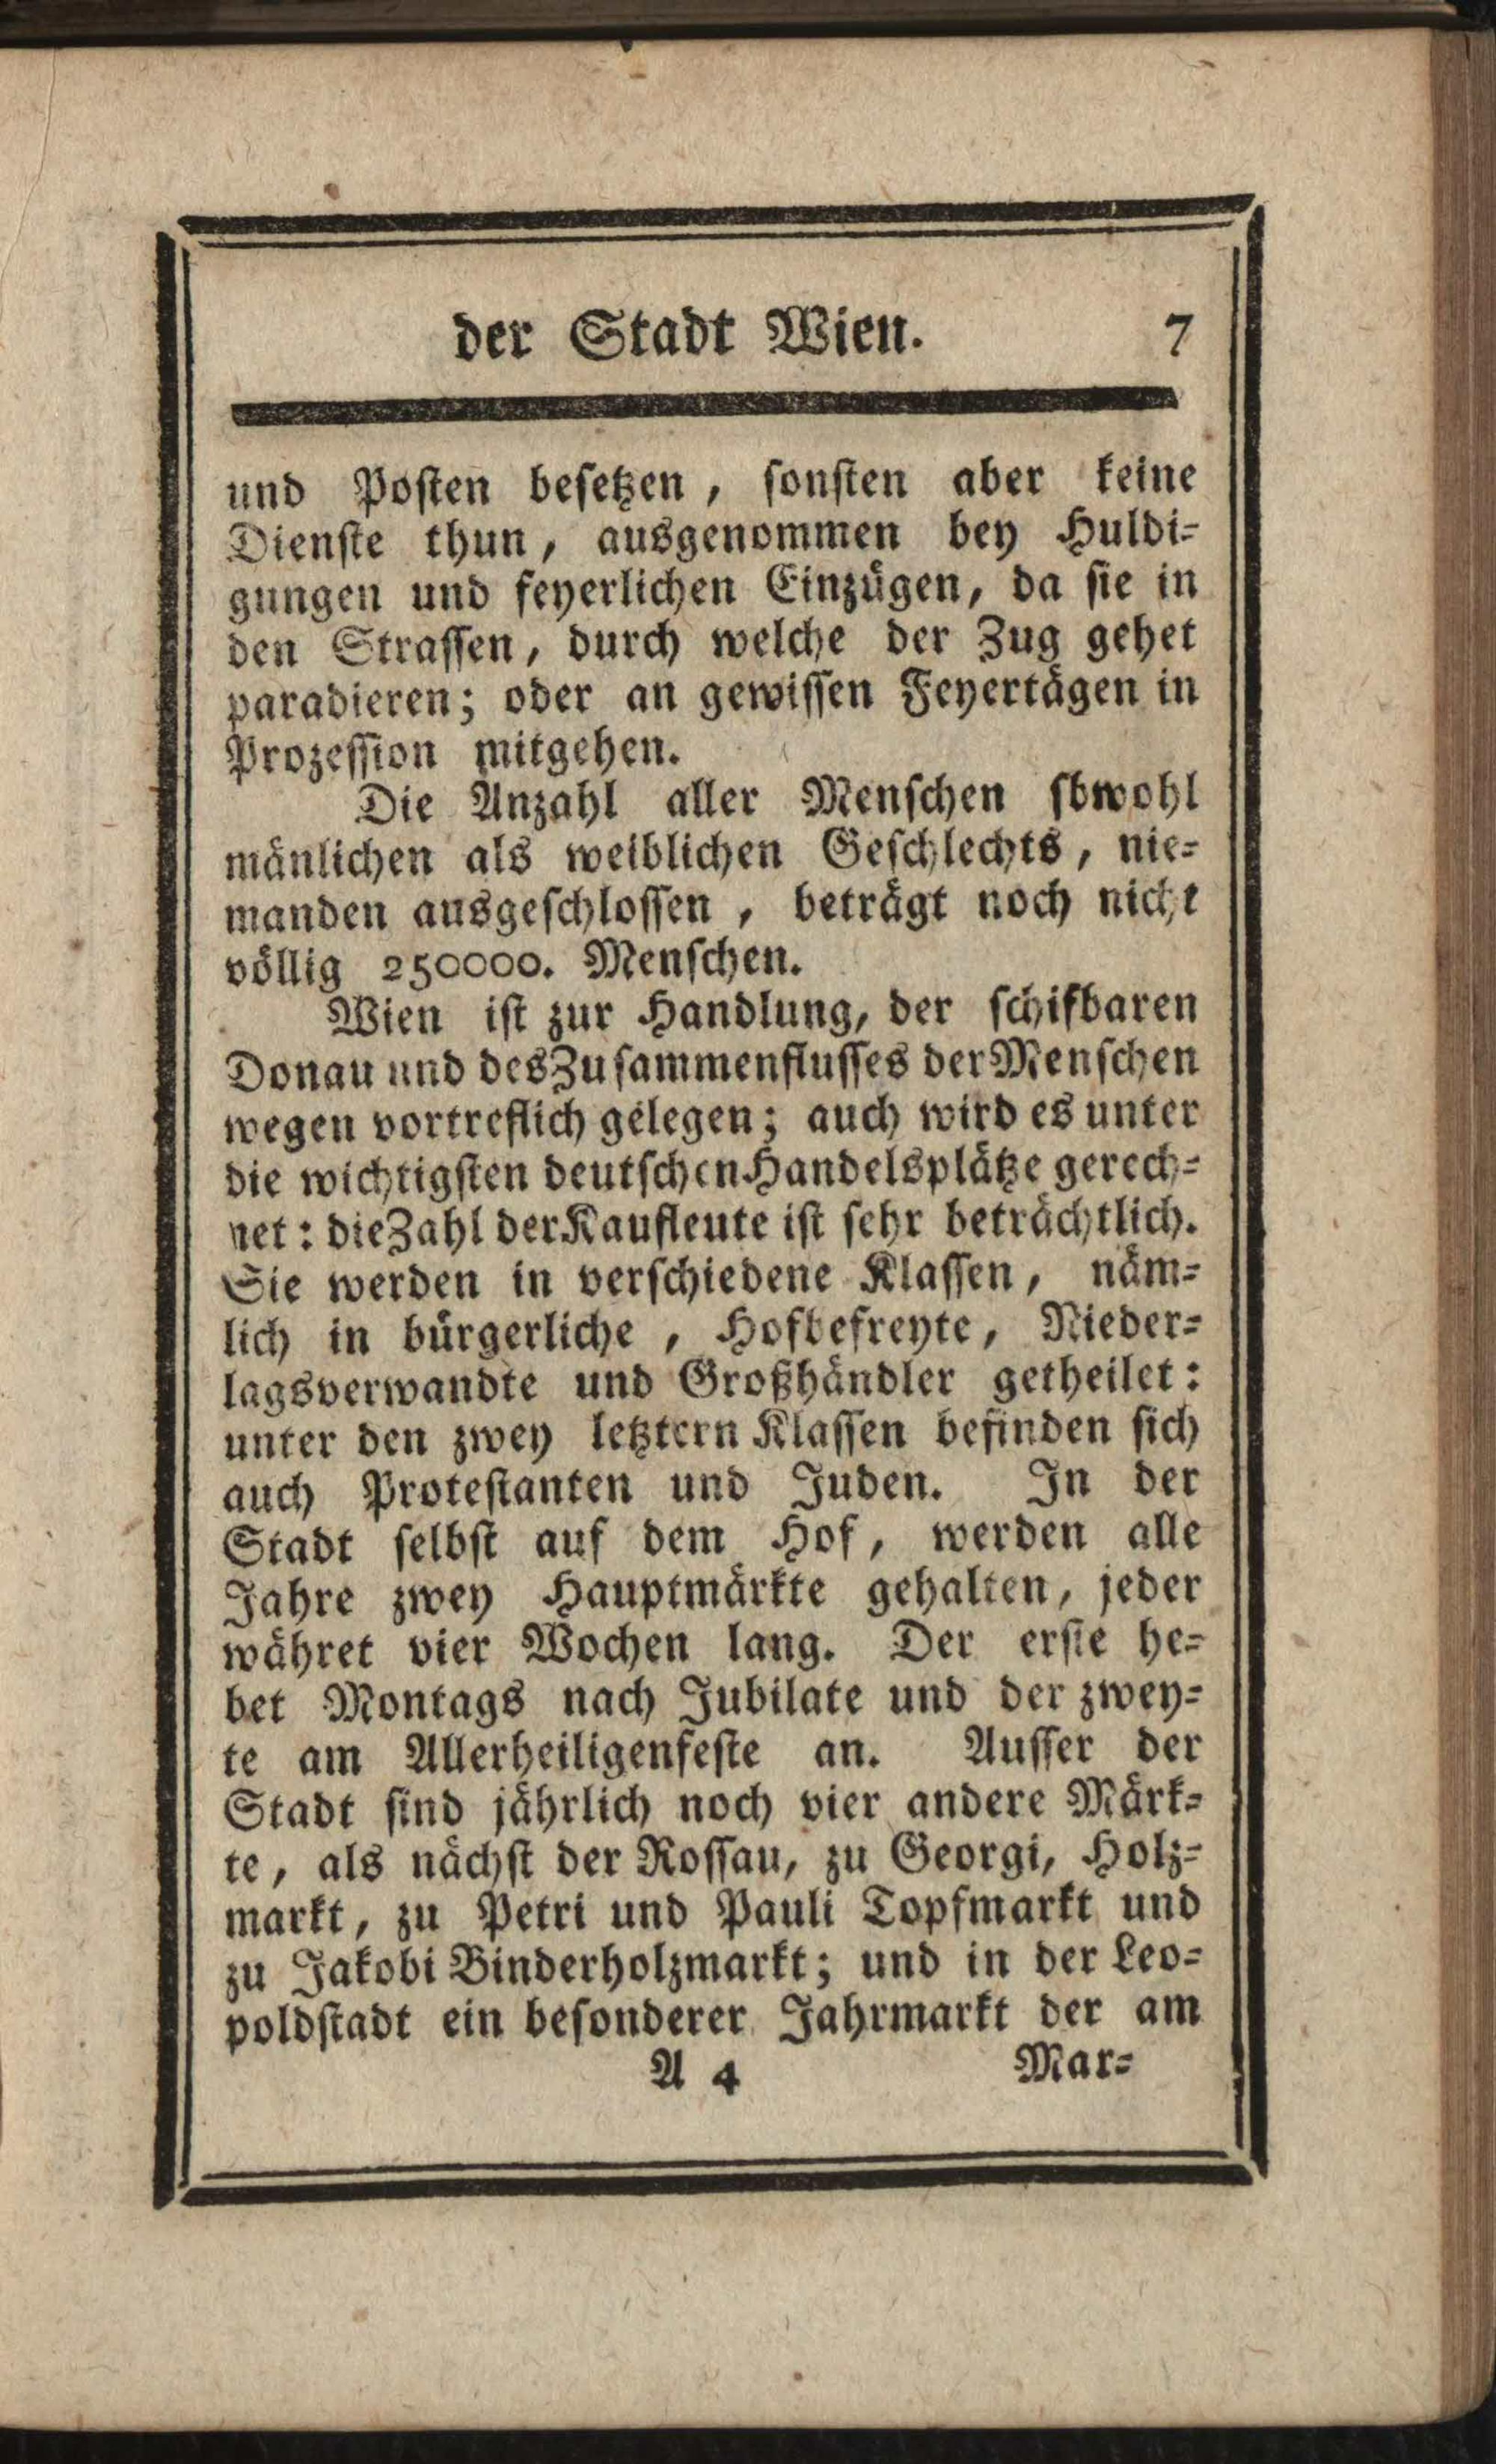 der Stadt Wien. 7
und Posten besetzen, sonsten aber keine
Dienste thun, ausgenommen bey Huldi-
gungen und feyerlichen Einzügen, da sie in
den Strassen, durch welche der Zug gehet
paradieren; oder an gewissen Feyertägen in
Prozession mitgehen.
Die Anzahl aller Menschen sowohl
mänlichen als weiblichen Geschlechts, nie-
manden ausgeschlossen, beträgt noch nicht
völlig 250000. Menschen.
Wien ist zur Handlung, der schifbaren
Donau und des Zusammenflusses der Menschen
wegen vortreflich gelegen; auch wird es unter
die wichtigsten deutschen Handelsplätze gerech-
net: die Zahl der Kaufleute ist sehr beträchtlich.
Sie werden in verschiedene Klassen, näm-
lich in bürgerliche, Hofbefreyte, Nieder-
lagsverwandte und Großhändler getheilet:
unter den zwey letztern Klassen befinden sich
auch Protestanten und Juden. In der
Stadt selbst auf dem Hof, werden alle
Jahre zwey Hauptmärkte gehalten, jeder
währet vier Wochen lang. Der erste he-
bet Montags nach Jubilate und der zwey-
te am Allerheiligenfeste an. Ausser der
Stadt sind jährlich noch vier andere Märk-
te, als nächst der Rossau, zu Georgi, Holz-
markt, zu Petri und Pauli Topfmarkt und
zu Jakobi Binderholzmarkt; und in der Leo-
poldstadt ein besonderer Jahrmarkt der am
A 4 Mar-